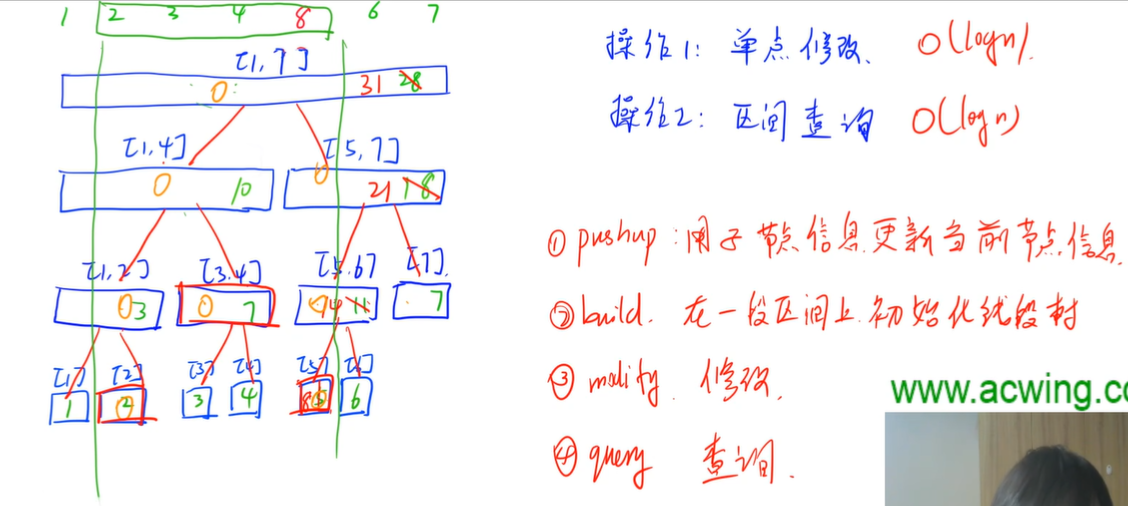 1 2 3 4 8 6 7
[1,7]
0 31 28
[1,4] [5,7]
0 10 0 21 18
[1,2] [3,4] [5,6] [7]
0 3 0 7 14 11 7
[1] [2] [3] [4] [5] [6]
1 2 3 4 8 6
操作1: 单点修改. O(logn).
操作2: 区间查询 O(logn)
① pushup: 用子节点信息更新当前节点信息.
② build. 在一段区间上初始化线段树
③ modify. 修改.
④ query 查询.
www.acwing.co